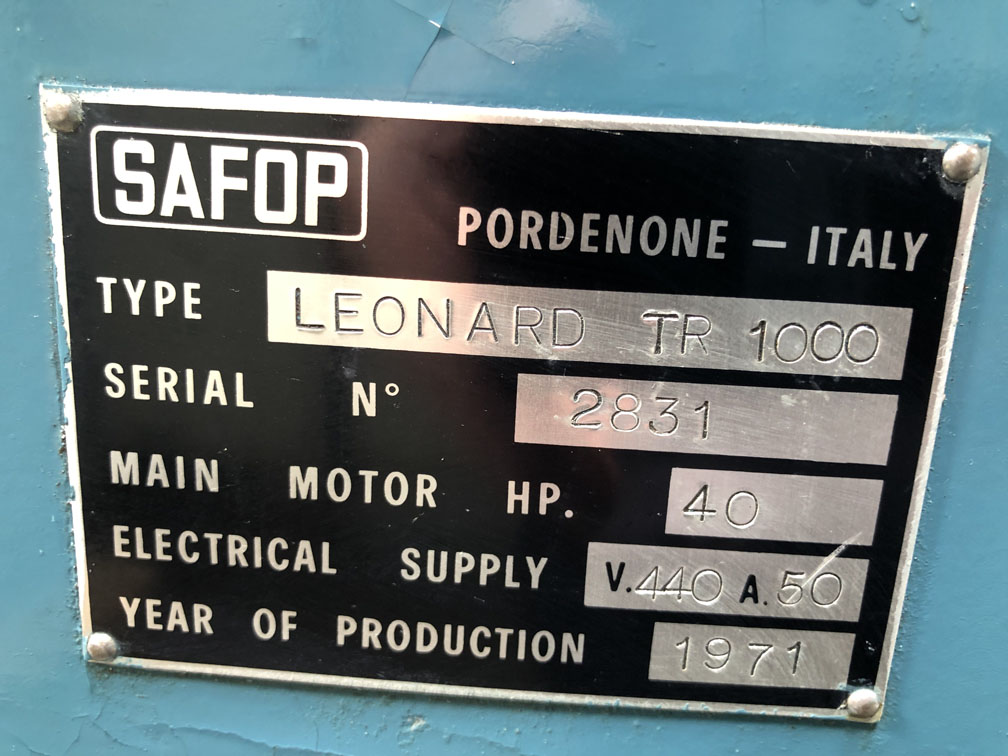 SAFOP
PORDENONE – ITALY
TYPE LEONARD TR 1000
SERIAL N° 2831
MAIN MOTOR HP. 40
ELECTRICAL SUPPLY V.440 A.50
YEAR OF PRODUCTION 1971